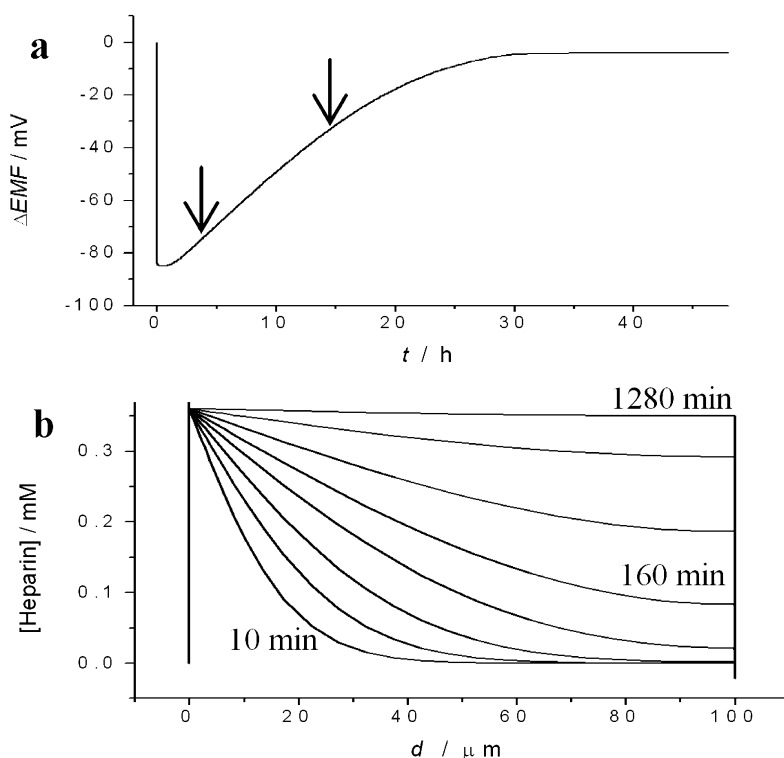 a
0
-20
-40
-60
-80
-100
ΔEMF / mV
0 10 20 30 40
t / h
b
1280 min
0.3
0.2
0.1
0.0
[Heparin] / mM
160 min
10 min
0 20 40 60 80 100
d / μm